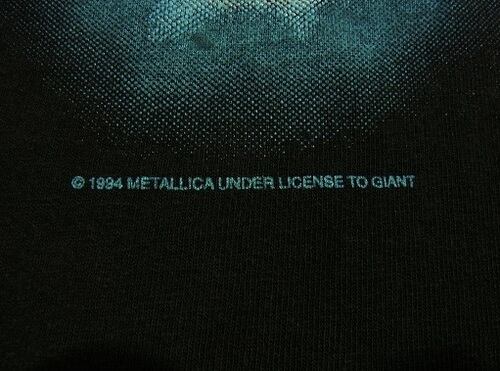 © 1994 METALLICA UNDER LICENSE TO GIANT